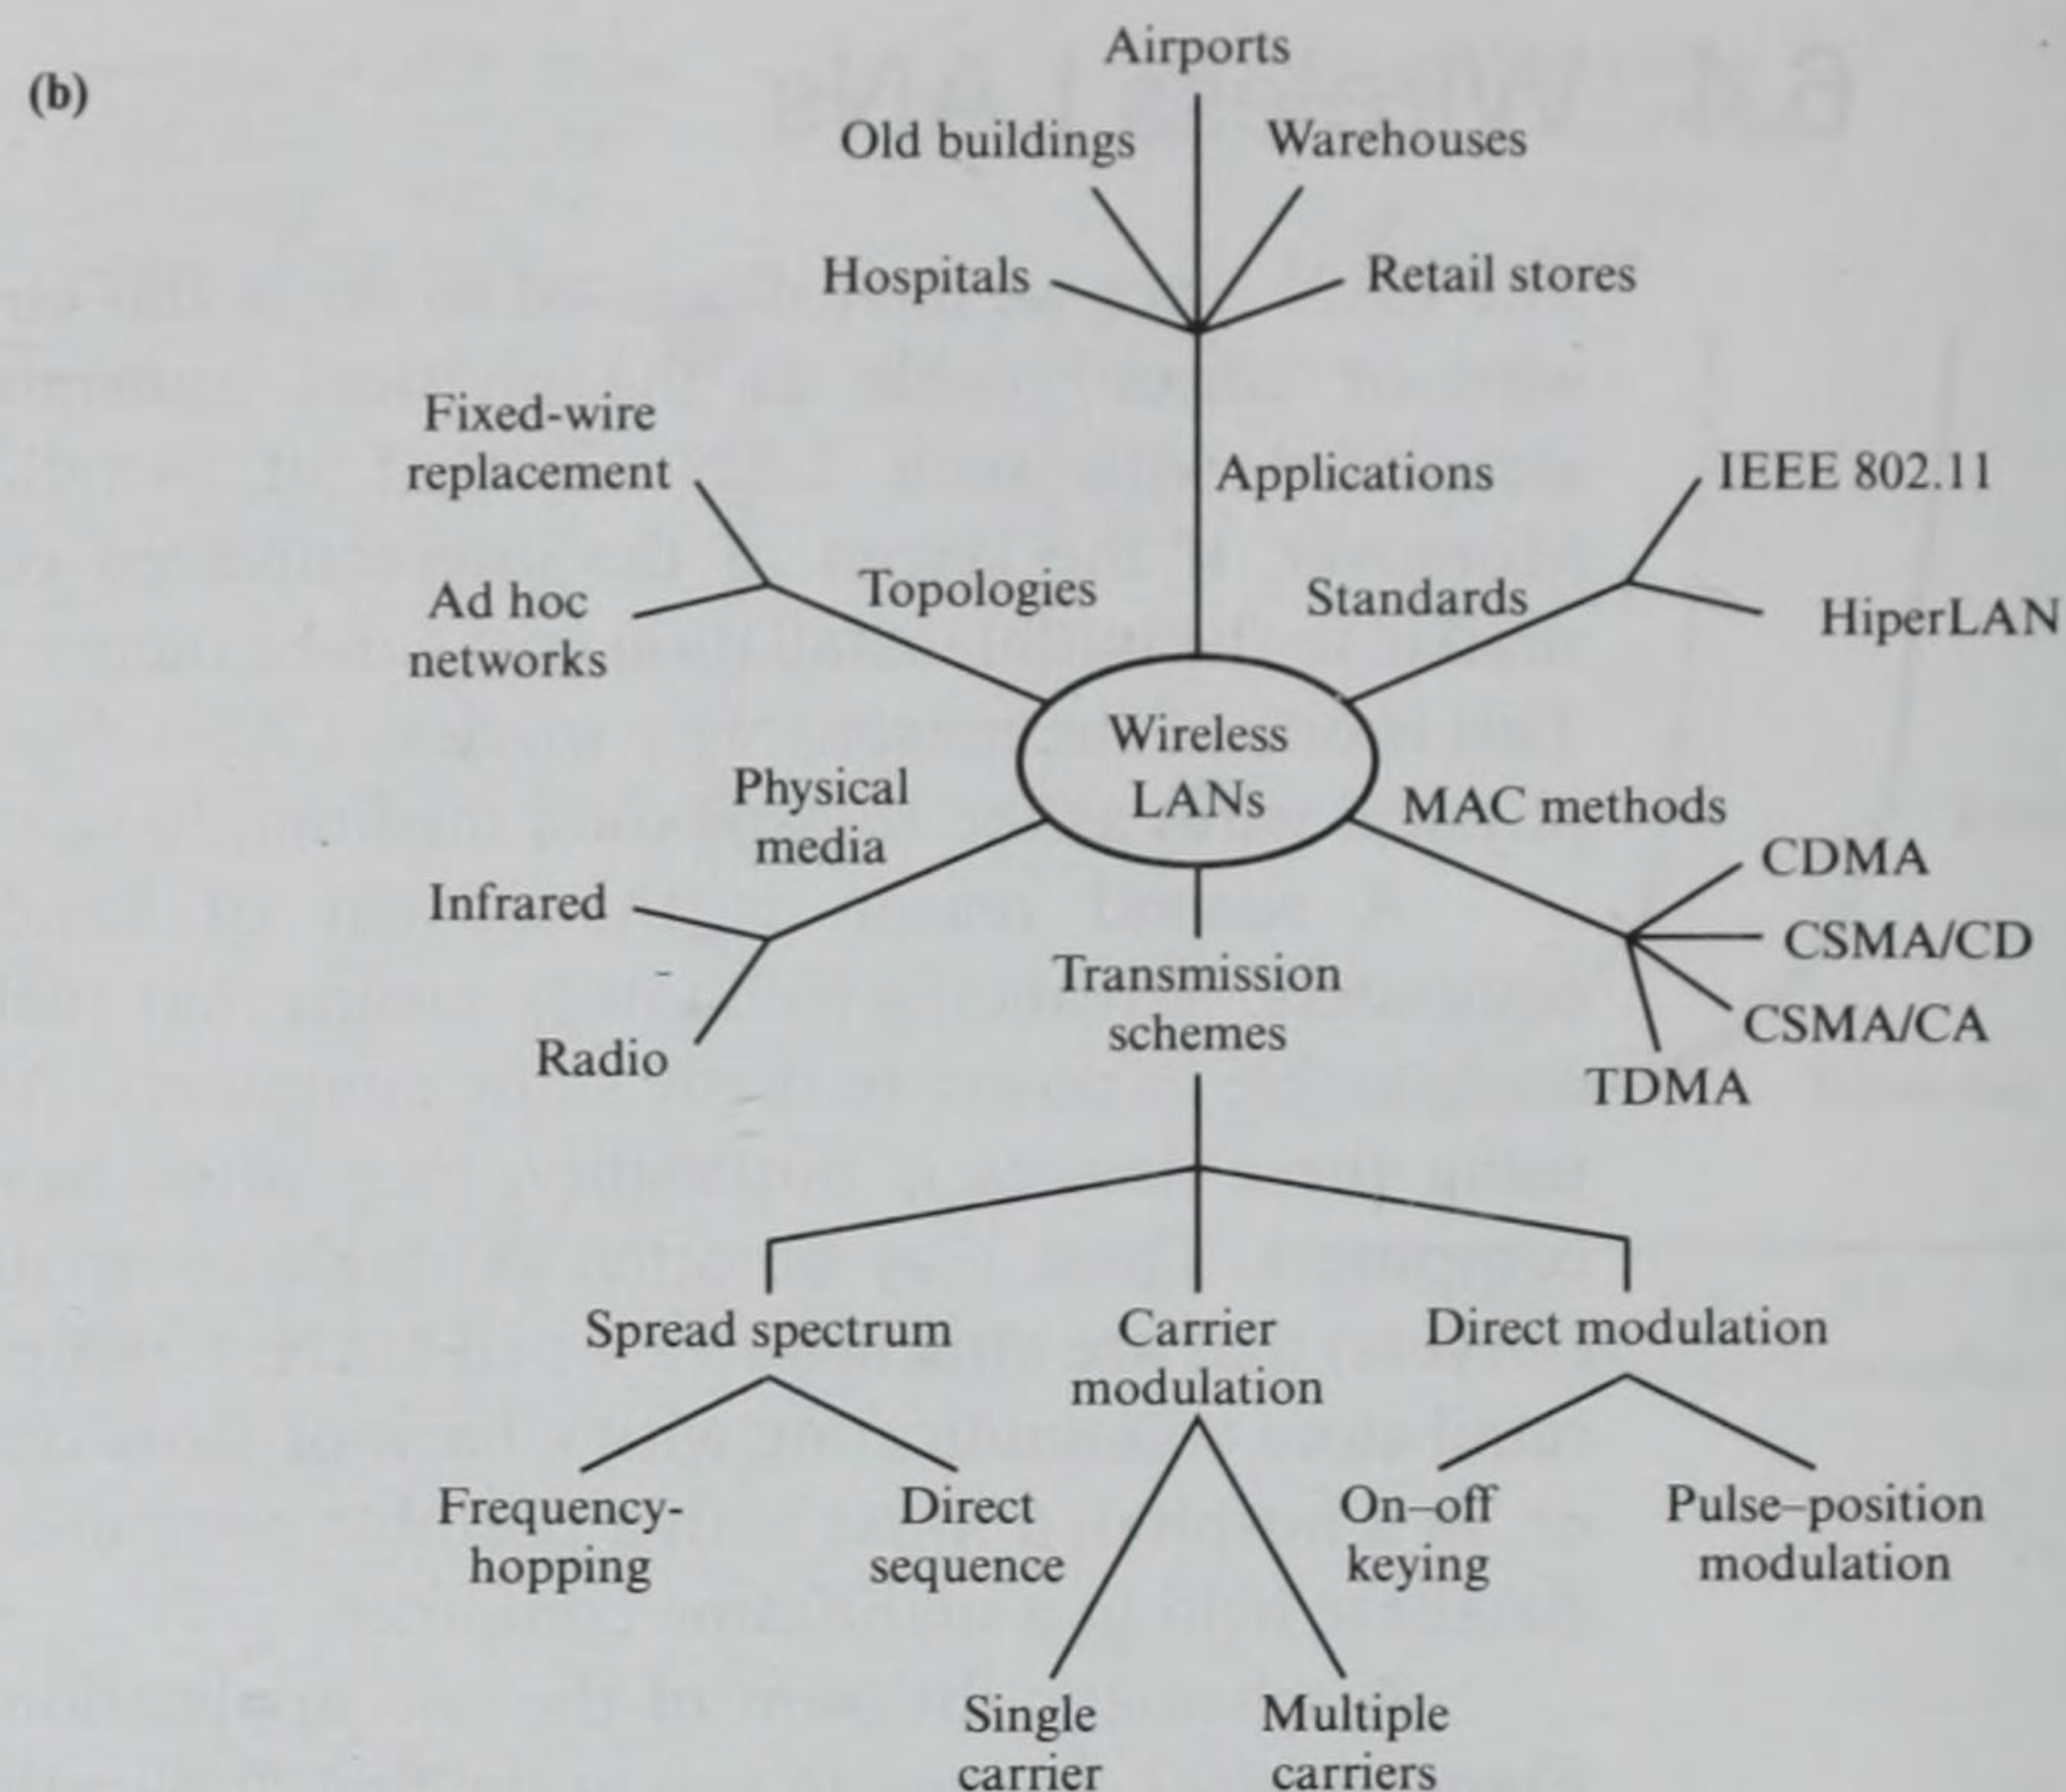 (b)
Airports
Old buildings
Warehouses
Hospitals
Retail stores
Fixed-wire
replacement
Applications
IEEE 802.11
Ad hoc
networks
Topologies
Standards
HiperLAN
Wireless
LANs
Physical
media
MAC methods
CDMA
Infrared
CSMA/CD
Transmission
schemes
CSMA/CA
Radio
TDMA
Spread spectrum
Carrier
modulation
Direct modulation
Frequency-
hopping
Direct
sequence
On–off
keying
Pulse–position
modulation
Single
carrier
Multiple
carriers